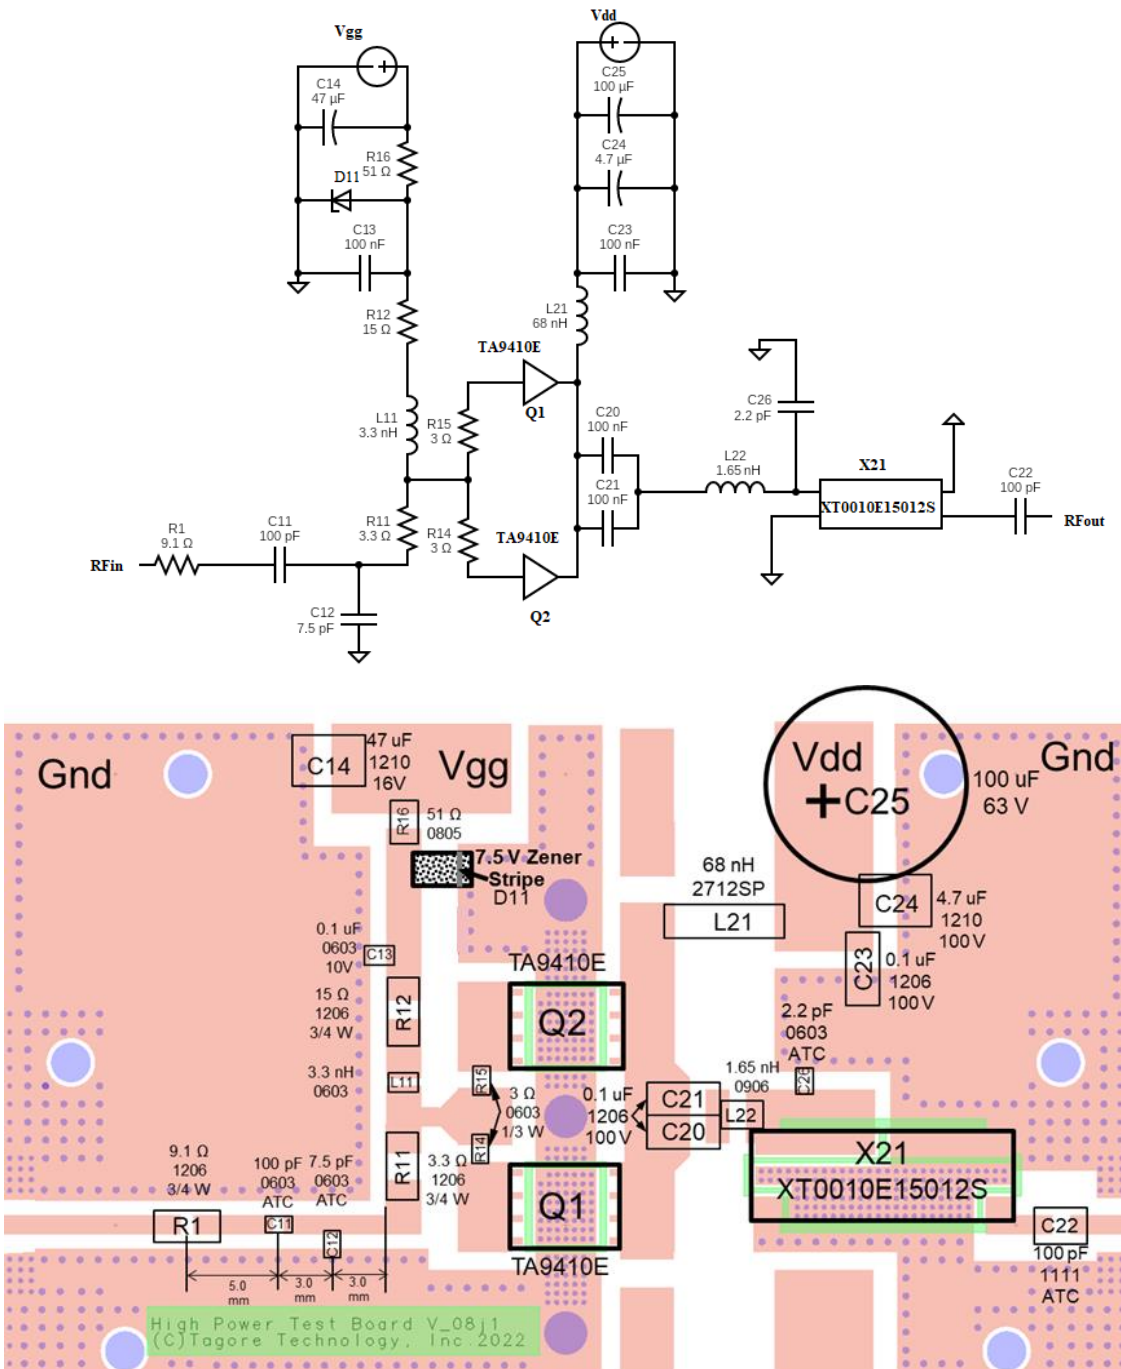 Vdd
Vgg
C25
100 µF
C14
47 µF
C24
4.7 µF
R16
51 Ω
D11
C13
100 nF
C23
100 nF
R12
15 Ω
L21
68 nH
TA9410E
Q1
C26
2.2 pF
L11
3.3 nH
R15
3 Ω
C20
100 nF
L22
1.65 nH
X21
XT0010E15012S
C22
100 pF
RFout
C21
100 nF
R1
9.1 Ω
C11
100 pF
R11
3.3 Ω
R14
3 Ω
TA9410E
RFin
Q2
C12
7.5 pF
Gnd
C14
47 uF
1210
16V
Vgg
Vdd
+C25
Gnd
100 uF
63 V
R16
51 Ω
0805
7.5V Zener
Stripe
D11
68 nH
2712SP
L21
C24
4.7 uF
1210
100V
0.1 uF
0603
10V
C13
TA9410E
C23
0.1 uF
1206
100V
15 Ω
1206
3/4 W
R12
Q2
2.2 pF
0603
ATC
C26
3.3 nH
0603
L11
R15
3 Ω
0603
1/3 W
R14
0.1 uF
1206
100V
C21
C20
1.65 nH
0906
L22
R11
3.3 Ω
1206
3/4 W
X21
XT0010E15012S
9.1 Ω
1206
3/4 W
100 pF
0603
ATC
7.5 pF
0603
ATC
R1
C11
C12
Q1
TA9410E
C22
100 pF
1111
ATC
5.0
mm
3.0
mm
3.0
mm
High Power Test Board V_08j1
(C)Tagore Technology, Inc 2022